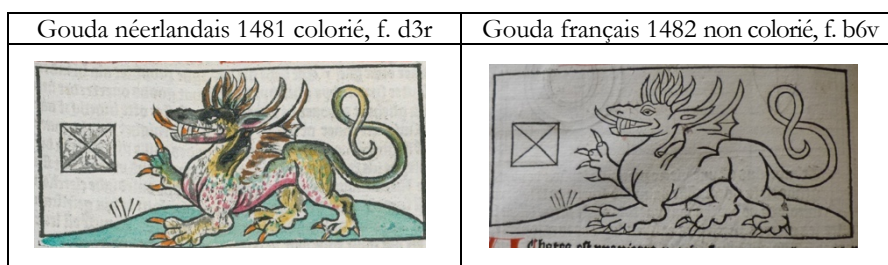 Gouda néerlandais 1481 colorié, f. d3r
Gouda français 1482 non colorié, f. b6v